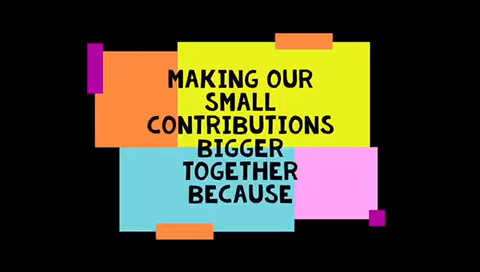 MAKING OUR
SMALL
CONTRIBUTIONS
BIGGER
TOGETHER
BECAUSE